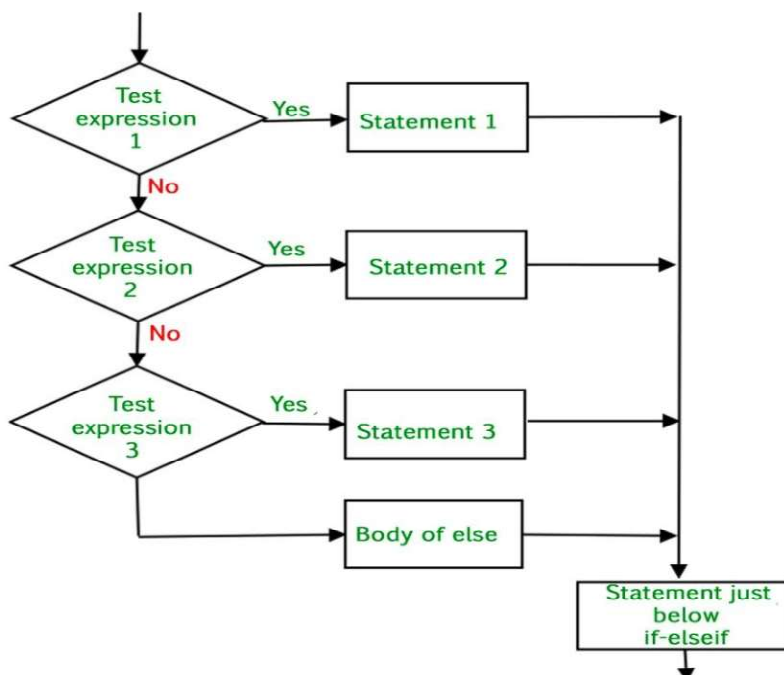 Test
expression
1
Yes
Statement 1
No
Test
expression
2
Yes
Statement 2
No
Test
expression
3
Yes
Statement 3
Body of else
Statement just
below
if-elseif